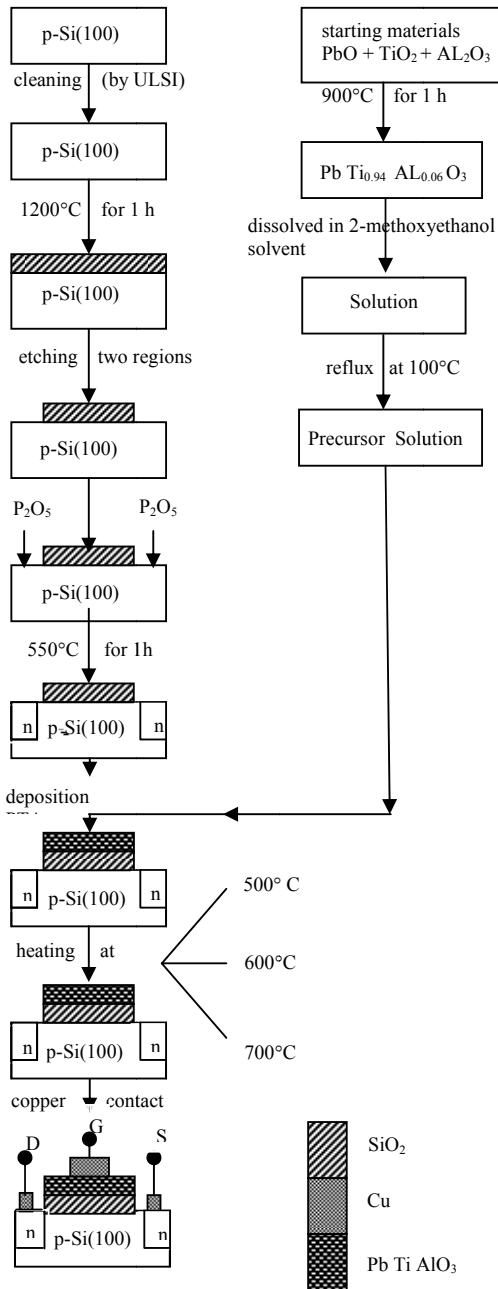 p-Si(100)
cleaning (by ULSI)
p-Si(100)
1200°C for 1 h
p-Si(100)
etching two regions
p-Si(100)
P₂O₅ P₂O₅
p-Si(100)
550°C for 1h
n p-Si(100) n
deposition
n p-Si(100) n
heating at
500° C
600°C
700°C
n p-Si(100) n
copper contact
D G S
n p-Si(100) n
starting materials
PbO + TiO₂ + AL₂O₃
900°C for 1 h
Pb Ti₀.₉₄ AL₀.₀₆ O₃
dissolved in 2-methoxyethanol
solvent
Solution
reflux at 100°C
Precursor Solution
SiO₂
Cu
Pb Ti AlO₃